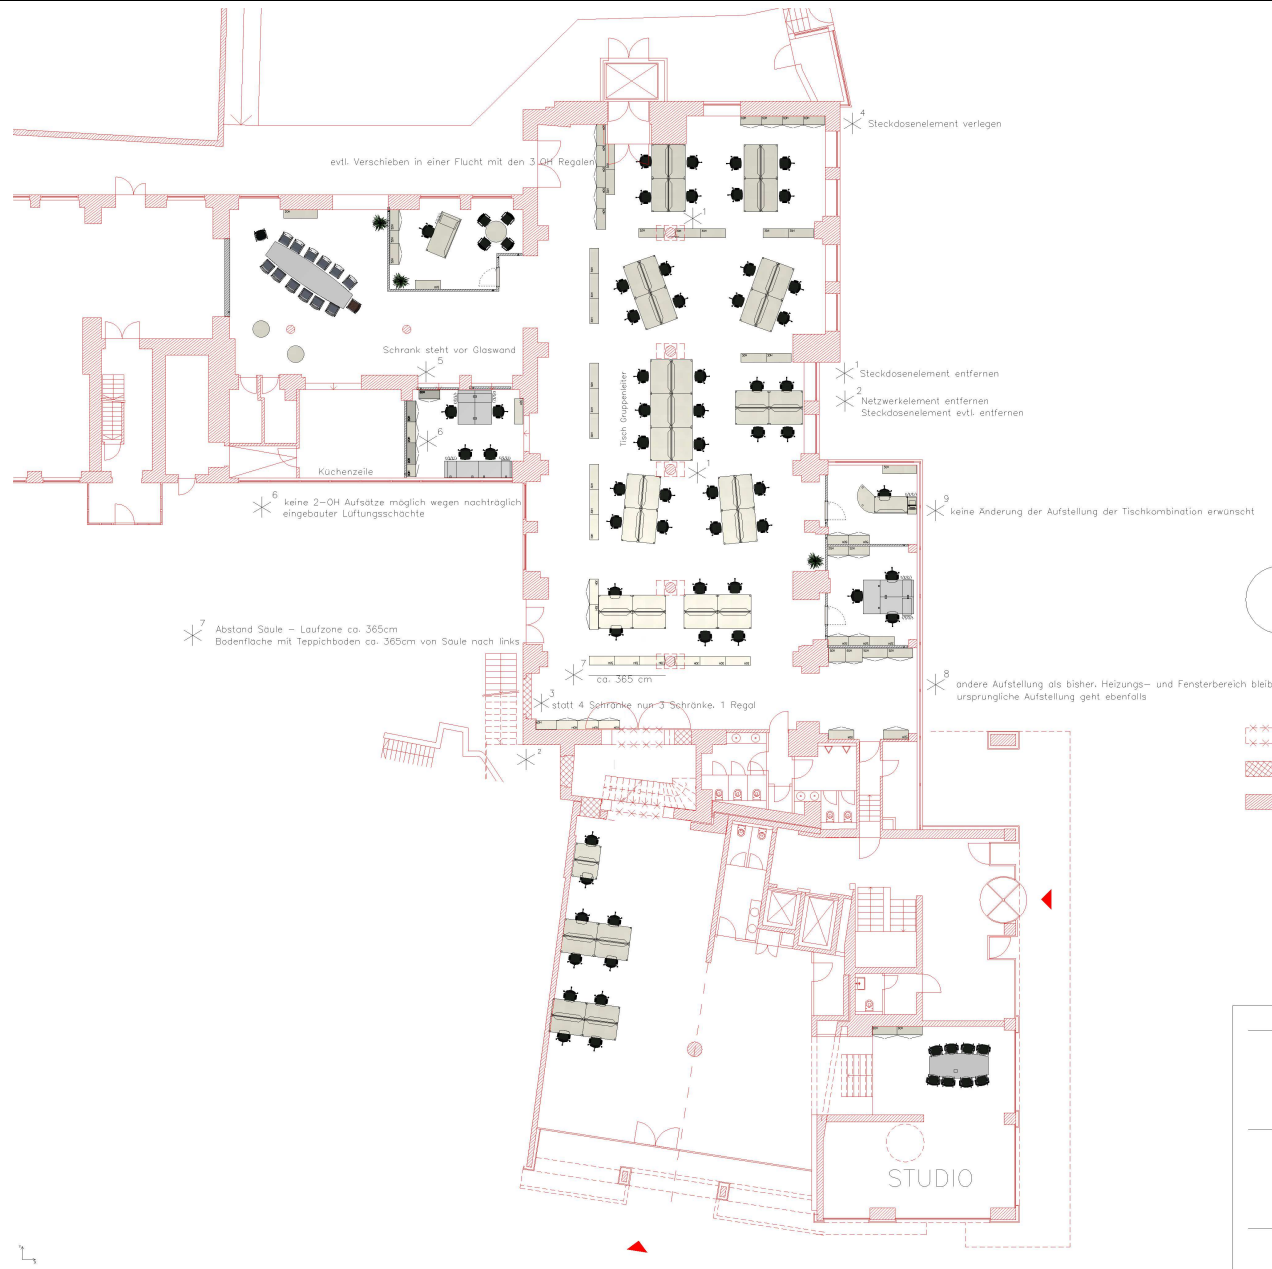 4
Steckdosenelement verlegen
evtl. Verschieben in einer Flucht mit den 3 OH Regalen
1
Schrank steht vor Glaswand
5
1
Steckdosenelement entfernen
2
Netzwerkelement entfernen
Steckdosenelement evtl. entfernen
Tisch Gruppenleiter
6
1
Küchenzeile
6
keine 2-OH Aufsätze möglich wegen nachträglich
eingebauter Lüftungsschächte
9
keine Änderung der Aufstellung der Tischkombination erwünscht
7
Abstand Säule - Laufzone ca. 365cm
Bodenfläche mit Teppichboden ca. 365cm von Säule nach links
7
ca. 365 cm
8
andere Aufstellung als bisher. Heizungs- und Fensterbereich bleib
ursprungliche Aufstellung geht ebenfalls
3
statt 4 Schränke nun 3 Schränke, 1 Regal
2
STUDIO